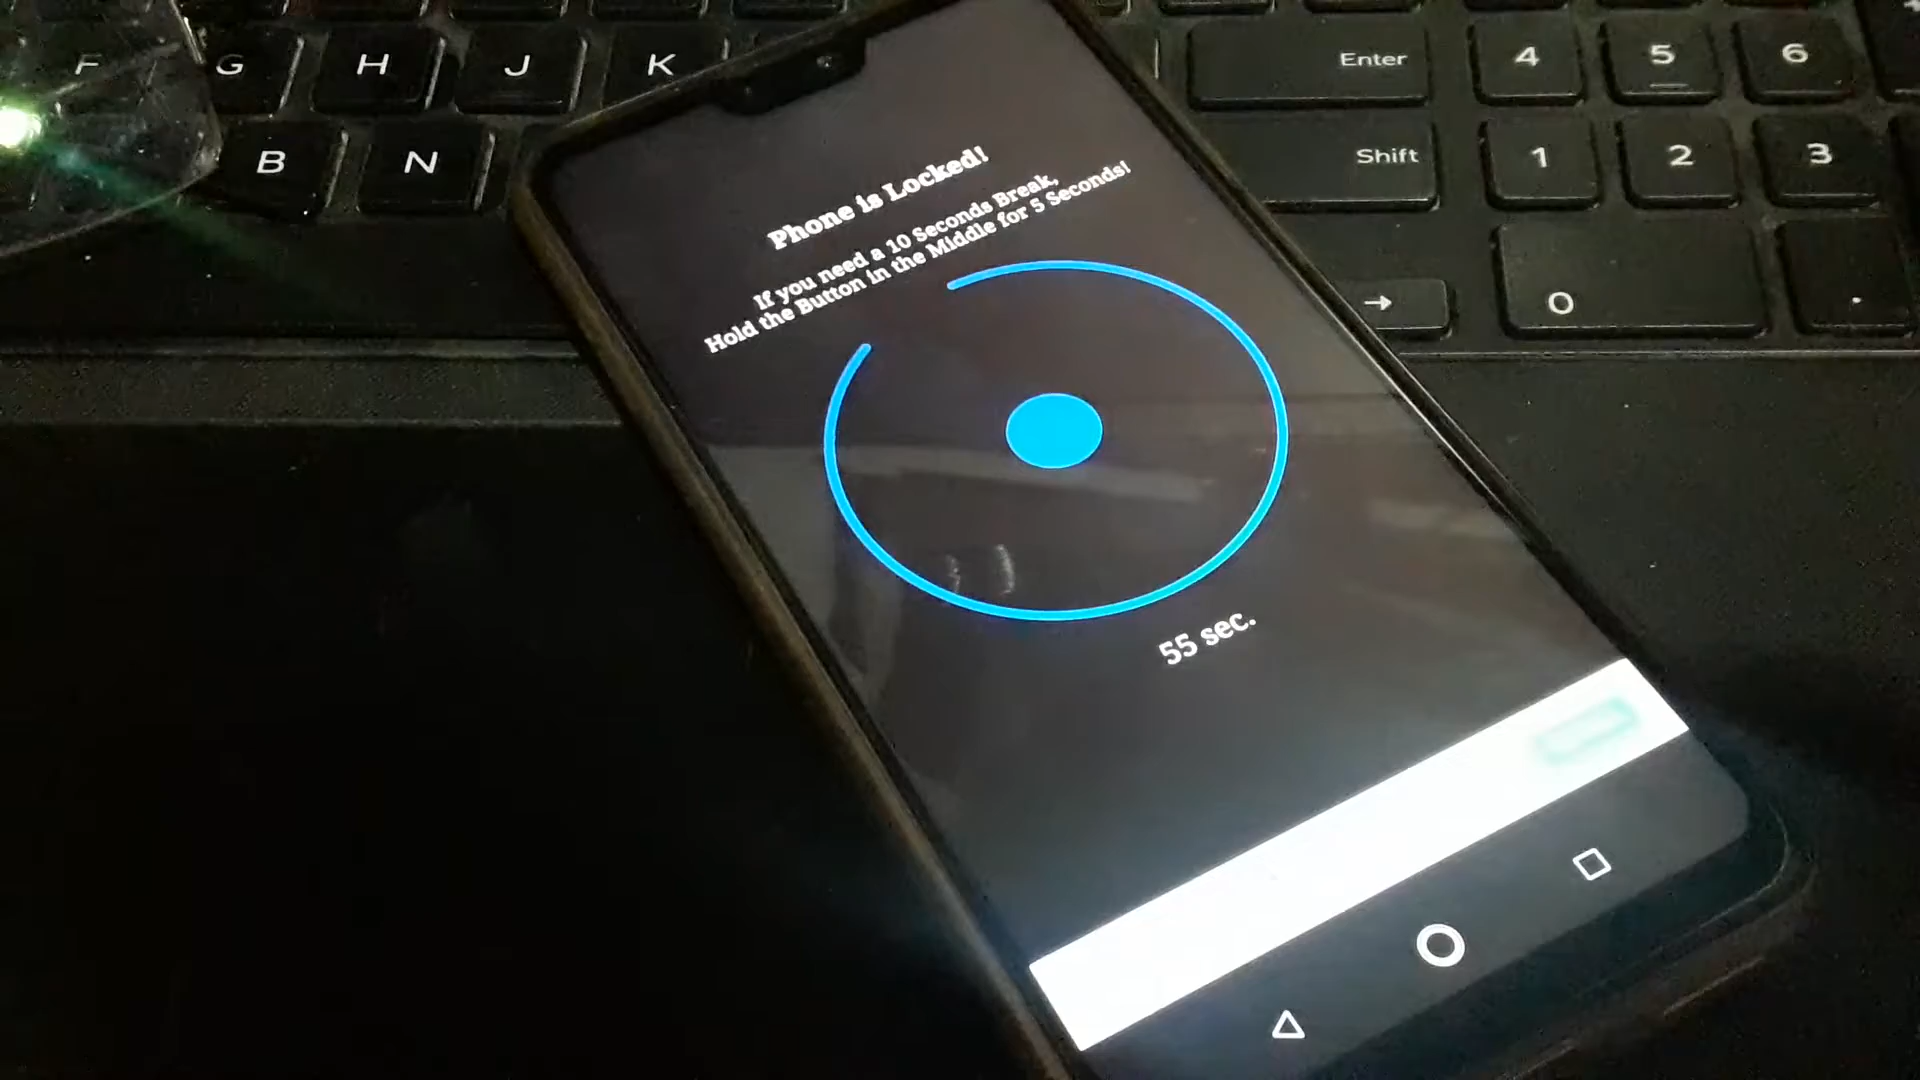 F G H J K Enter 4 5 6
B N Shift 1 2 3
→ 0 .
Phone is Locked!
If you need a 10 Seconds Break,
Hold the Button in the Middle for 5 Seconds!
55 sec.